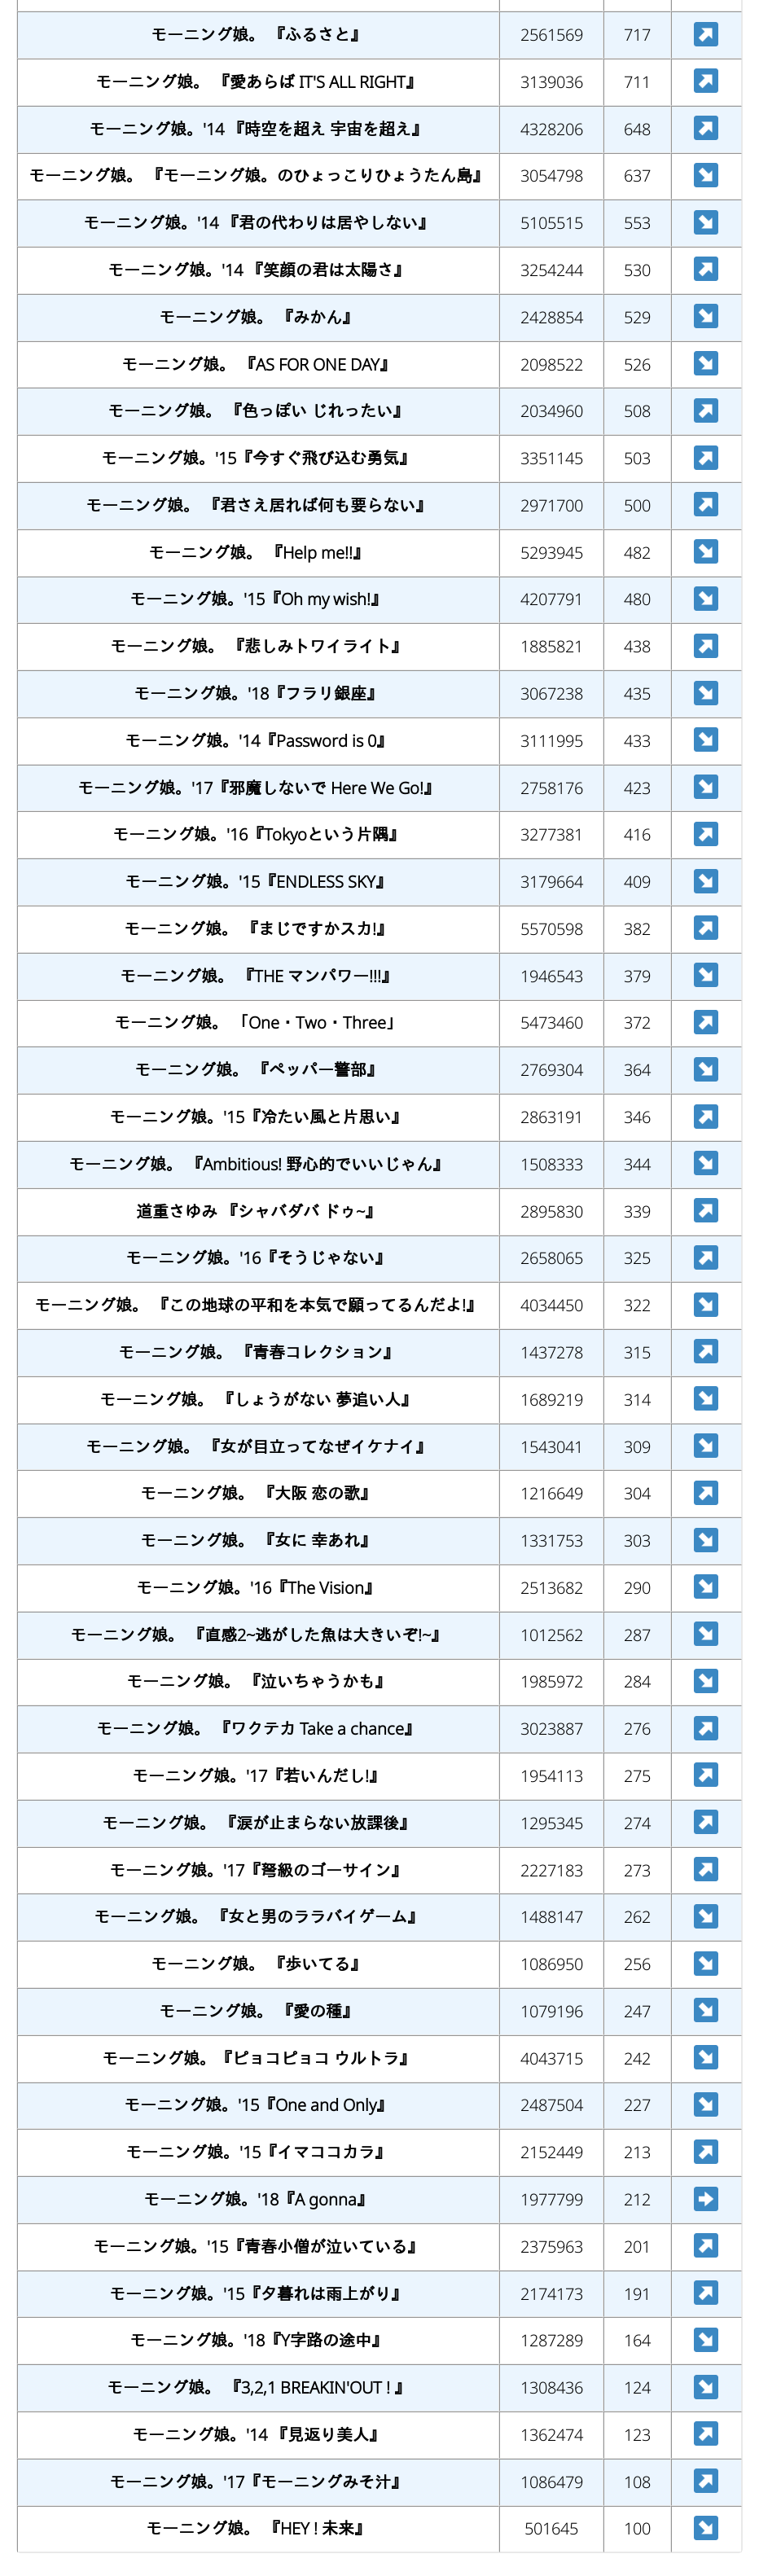 モーニング娘。 『ふるさと』 2561569 717
モーニング娘。 『愛あらば IT'S ALL RIGHT』 3139036 711
モーニング娘。'14 『時空を超え 宇宙を超え』 4328206 648
モーニング娘。 『モーニング娘。のひょっこりひょうたん島』 3054798 637
モーニング娘。'14 『君の代わりは居やしない』 5105515 553
モーニング娘。'14 『笑顔の君は太陽さ』 3254244 530
モーニング娘。 『みかん』 2428854 529
モーニング娘。 『AS FOR ONE DAY』 2098522 526
モーニング娘。 『色っぽい じれったい』 2034960 508
モーニング娘。'15『今すぐ飛び込む勇気』 3351145 503
モーニング娘。 『君さえ居れば何も要らない』 2971700 500
モーニング娘。 『Help me!!』 5293945 482
モーニング娘。'15『Oh my wish!』 4207791 480
モーニング娘。 『悲しみトワイライト』 1885821 438
モーニング娘。'18『フラリ銀座』 3067238 435
モーニング娘。'14『Password is 0』 3111995 433
モーニング娘。'17『邪魔しないで Here We Go!』 2758176 423
モーニング娘。'16『Tokyoという片隅』 3277381 416
モーニング娘。'15『ENDLESS SKY』 3179664 409
モーニング娘。 『まじですかスカ!』 5570598 382
モーニング娘。 『THE マンパワー!!!』 1946543 379
モーニング娘。 「One・Two・Three」 5473460 372
モーニング娘。 『ペッパー警部』 2769304 364
モーニング娘。'15『冷たい風と片思い』 2863191 346
モーニング娘。 『Ambitious! 野心的でいいじゃん』 1508333 344
道重さゆみ 『シャバダバ ドゥ~』 2895830 339
モーニング娘。'16『そうじゃない』 2658065 325
モーニング娘。 『この地球の平和を本気で願ってるんだよ!』 4034450 322
モーニング娘。 『青春コレクション』 1437278 315
モーニング娘。 『しょうがない 夢追い人』 1689219 314
モーニング娘。 『女が目立ってなぜイケナイ』 1543041 309
モーニング娘。 『大阪 恋の歌』 1216649 304
モーニング娘。 『女に 幸あれ』 1331753 303
モーニング娘。'16『The Vision』 2513682 290
モーニング娘。 『直感2~逃がした魚は大きいぞ!~』 1012562 287
モーニング娘。 『泣いちゃうかも』 1985972 284
モーニング娘。 『ワクテカ Take a chance』 3023887 276
モーニング娘。'17『若いんだし!』 1954113 275
モーニング娘。 『涙が止まらない放課後』 1295345 274
モーニング娘。'17『弩級のゴーサイン』 2227183 273
モーニング娘。 『女と男のララバイゲーム』 1488147 262
モーニング娘。 『歩いてる』 1086950 256
モーニング娘。 『愛の種』 1079196 247
モーニング娘。『ピョコピョコ ウルトラ』 4043715 242
モーニング娘。'15『One and Only』 2487504 227
モーニング娘。'15『イマココカラ』 2152449 213
モーニング娘。'18『A gonna』 1977799 212
モーニング娘。'15『青春小僧が泣いている』 2375963 201
モーニング娘。'15『夕暮れは雨上がり』 2174173 191
モーニング娘。'18『Y字路の途中』 1287289 164
モーニング娘。 『3,2,1 BREAKIN'OUT ! 』 1308436 124
モーニング娘。'14 『見返り美人』 1362474 123
モーニング娘。'17『モーニングみそ汁』 1086479 108
モーニング娘。 『HEY ! 未来』 501645 100